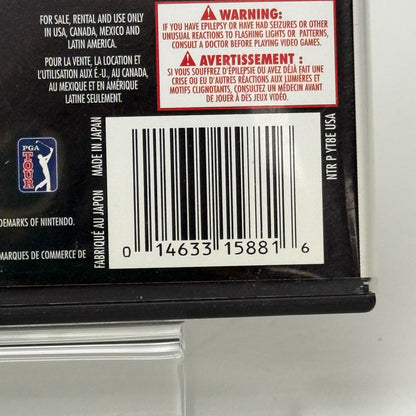 FOR SALE, RENTAL AND USE ONLY
IN USA, CANADA, MEXICO AND
LATIN AMERICA.
POUR LA VENTE, LA LOCATION ET
L'UTILISATION AUX É.-U., AU CANADA,
AU MEXIQUE ET EN AMÉRIQUE
LATINE SEULEMENT.
WARNING:
IF YOU HAVE EPILEPSY OR HAVE HAD SEIZURES OR OTHER
UNUSUAL REACTIONS TO FLASHING LIGHTS OR PATTERNS,
CONSULT A DOCTOR BEFORE PLAYING VIDEO GAMES.
AVERTISSEMENT :
SI VOUS SOUFFREZ D'ÉPILEPSIE OU AVEZ DÉJÀ FAIT UNE
CRISE OU EU D'AUTRES RÉACTIONS AUX LUMIÈRES ET
MOTIFS CLIGNOTANTS, CONSULTEZ UN MÉDECIN AVANT
DE JOUER À DES JEUX VIDÉO.
PGA
TOUR
MADE IN JAPAN
FABRIQUÉ AU JAPON
NTR P YT8E USA
0 14633 15881 6
DEMARKS OF NINTENDO.
MARQUES DE COMMERCE DE